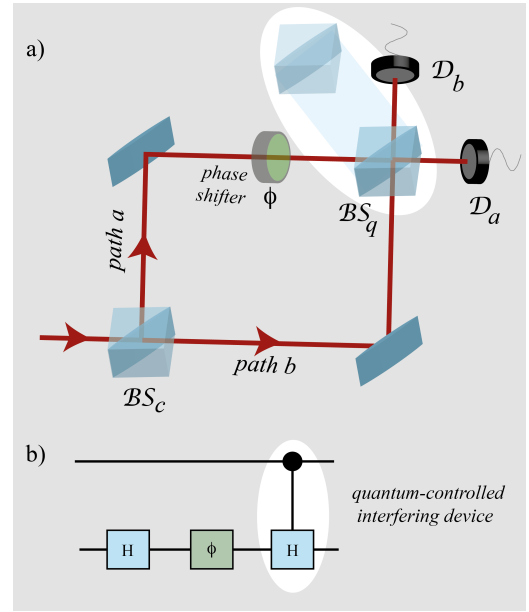 a)
𝒟b
phase
shifter
ϕ
ℬ𝒮q
𝒟a
path a
path b
ℬ𝒮c
b)
quantum-controlled
interfering device
H
ϕ
H